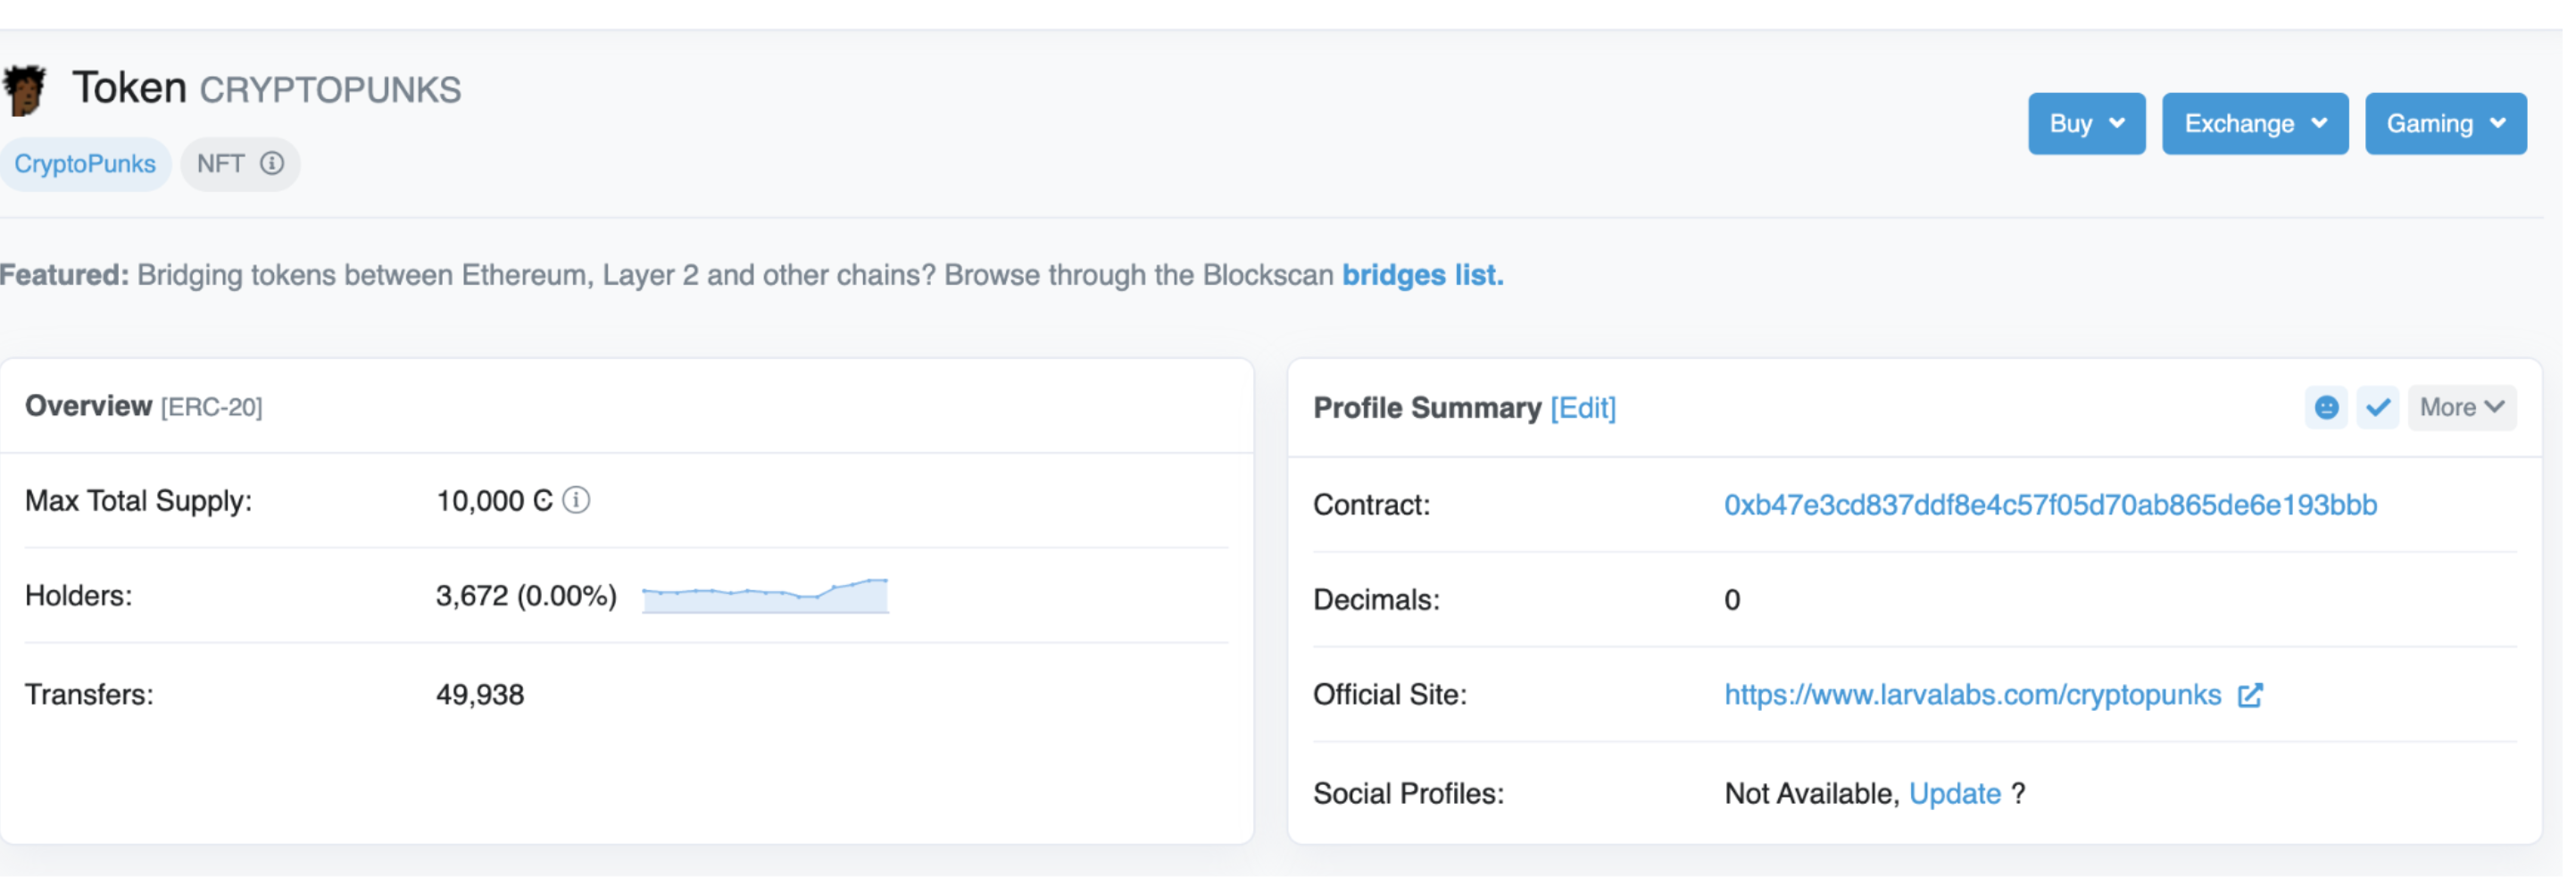 Token CRYPTOPUNKS
Buy
Exchange
Gaming
CryptoPunks
NFT
Featured: Bridging tokens between Ethereum, Layer 2 and other chains? Browse through the Blockscan bridges list.
Overview [ERC-20]
Max Total Supply: 10,000 Ͼ
Holders: 3,672 (0.00%)
Transfers: 49,938
Profile Summary [Edit]
More
Contract: 0xb47e3cd837ddf8e4c57f05d70ab865de6e193bbb
Decimals: 0
Official Site: https://www.larvalabs.com/cryptopunks
Social Profiles: Not Available, Update ?